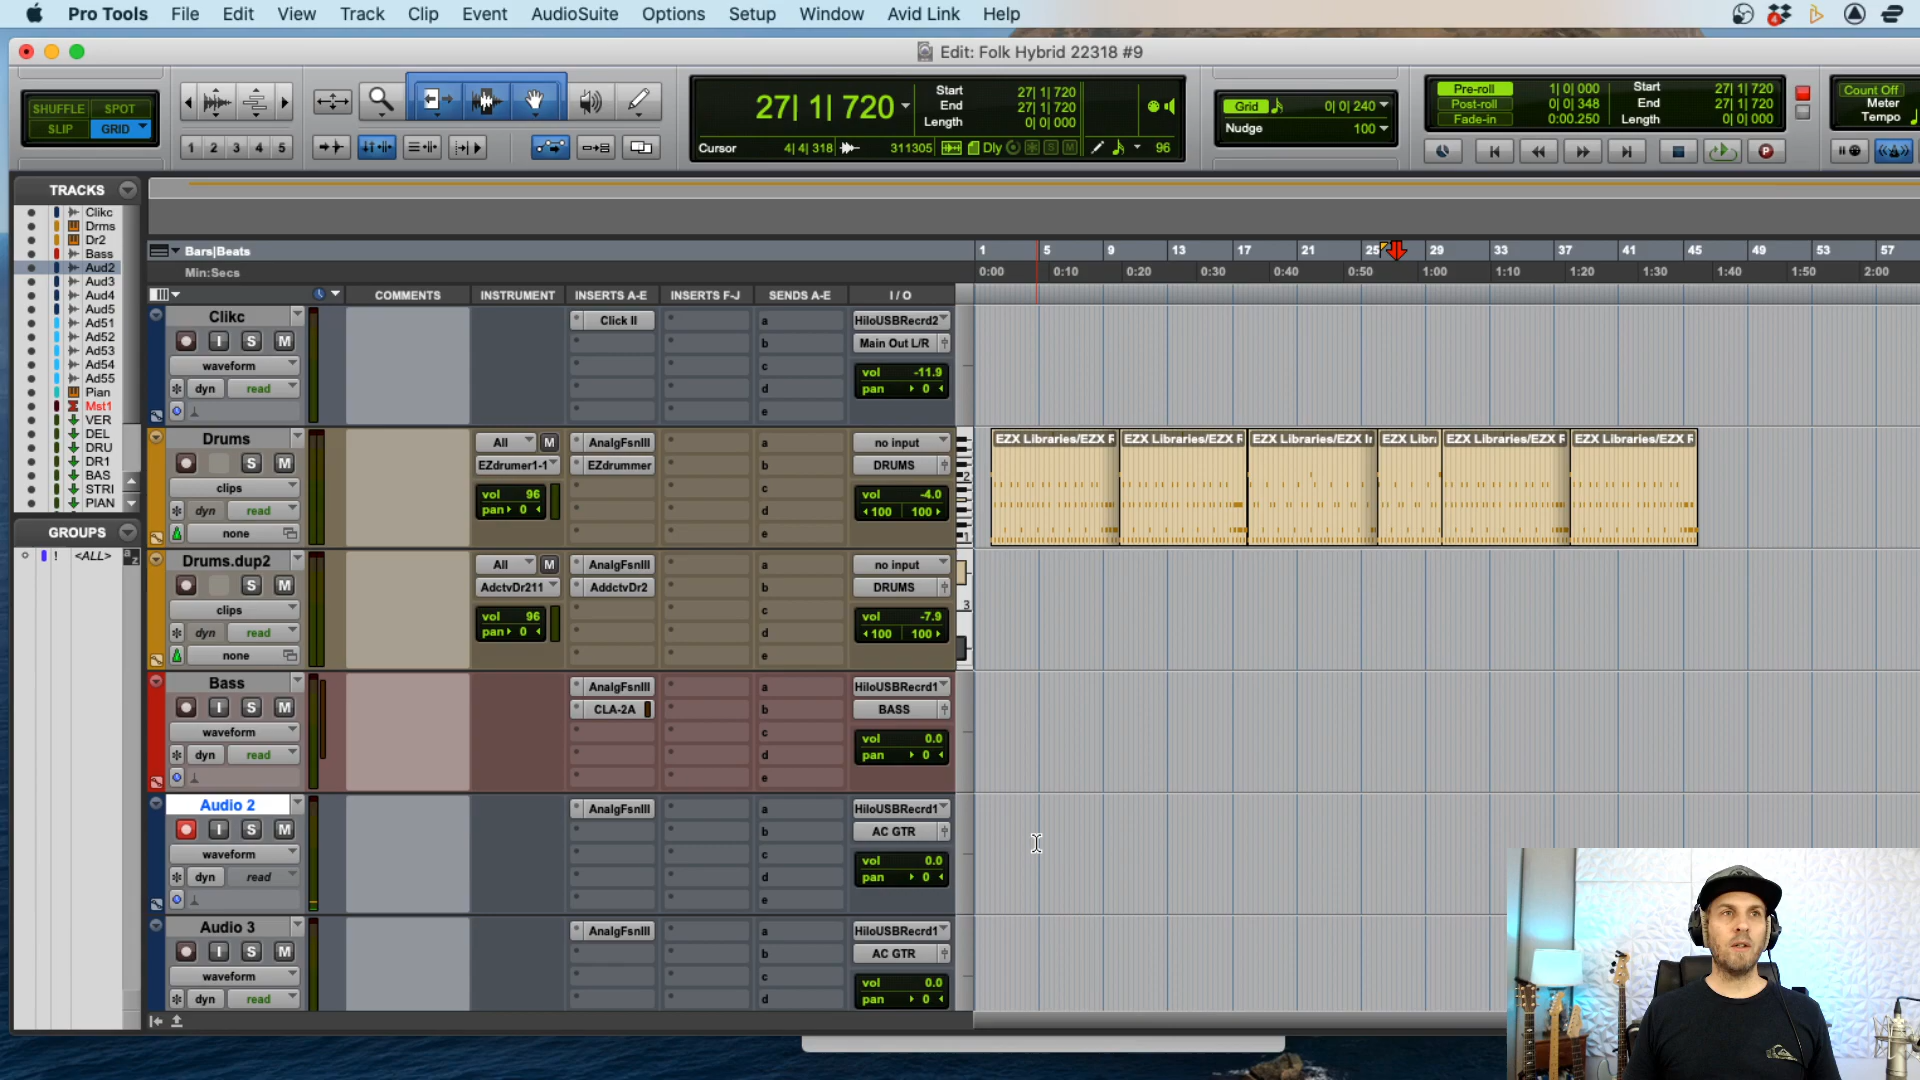 Pro Tools File Edit View Track Clip Event AudioSuite Options Setup Window Avid Link Help
4
Edit: Folk Hybrid 22318 #9
SHUFFLE SPOT
SLIP GRID
1 2 3 4 5
27| 1| 720
Start 27| 1| 720
End 27| 1| 720
Length 0| 0| 000
Cursor 4| 4| 318 311305 Dly S M 96
Grid 0| 0| 240
Nudge 100
Pre-roll 1| 0| 000
Post-roll 0| 0| 348
Fade-in 0:00.250
Start 27| 1| 720
End 27| 1| 720
Length 0| 0| 000
Count Off
Meter
Tempo
TRACKS
Clikc
Drms
Dr2
Bass
Aud2
Aud3
Aud4
Aud5
Ad51
Ad52
Ad53
Ad54
Ad55
Pian
Mst1
VER
DEL
DRU
DR1
BAS
STRI
PIAN
GROUPS
! <ALL> a z
Bars|Beats 1 5 9 13 17 21 25 29 33 37 41 45 49 53 57
Min:Secs 0:00 0:10 0:20 0:30 0:40 0:50 1:00 1:10 1:20 1:30 1:40 1:50 2:00
COMMENTS INSTRUMENT INSERTS A-E INSERTS F-J SENDS A-E I / O
Clikc
I S M
waveform
dyn read
Click II
a
b
c
d
e
HiloUSBRecrd2
Main Out L/R
vol -11.9
pan 0
Drums
S M
clips
dyn read
none
All M
EZdrumer1-1
vol 96
pan 0
AnalgFsnIII
EZdrummer
a
b
c
d
e
no input
DRUMS
vol -4.0
100 100
2
1
EZX Libraries/EZX F EZX Libraries/EZX F EZX Libraries/EZX Ir EZX Libra EZX Libraries/EZX F EZX Libraries/EZX F
Drums.dup2
S M
clips
dyn read
none
All M
AdctvDr211
vol 96
pan 0
AnalgFsnIII
AddctvDr2
a
b
c
d
e
no input
DRUMS
vol -7.9
100 100
3
Bass
I S M
waveform
dyn read
AnalgFsnIII
CLA-2A
a
b
c
d
e
HiloUSBRecrd1
BASS
vol 0.0
pan 0
Audio 2
I S M
waveform
dyn read
AnalgFsnIII
a
b
c
d
e
HiloUSBRecrd1
AC GTR
vol 0.0
pan 0
Audio 3
I S M
waveform
dyn read
AnalgFsnIII
a
b
c
d
HiloUSBRecrd1
AC GTR
vol 0.0
pan 0